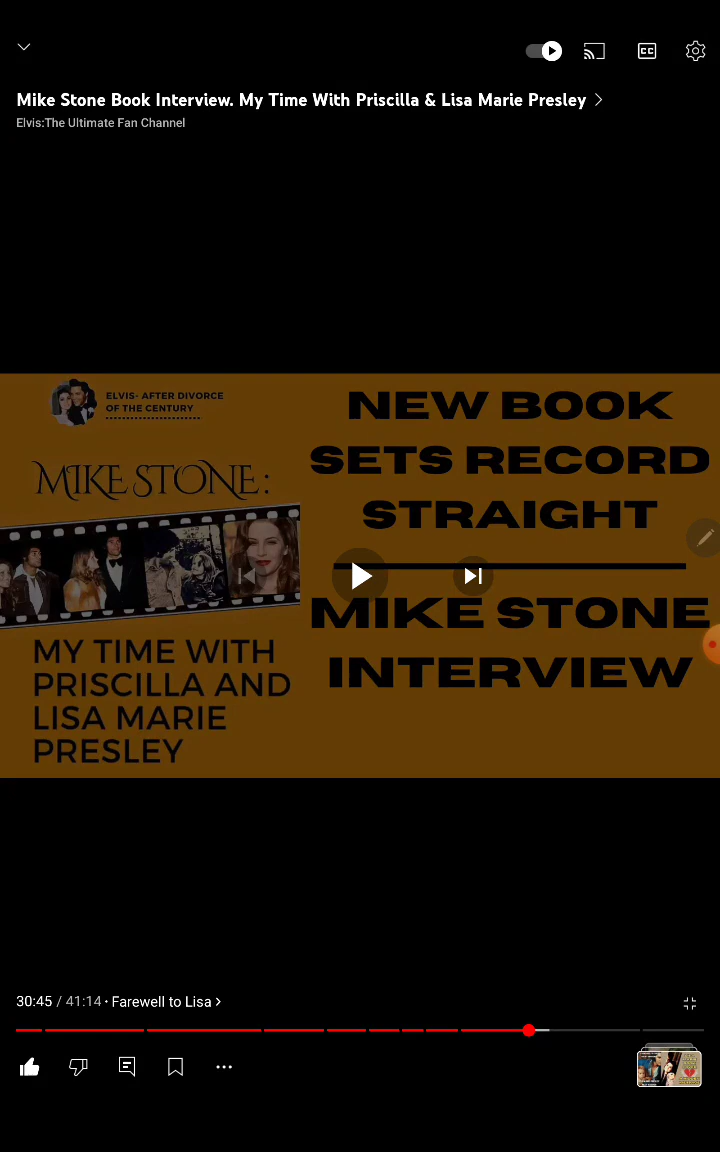 CC
Mike Stone Book Interview. My Time With Priscilla & Lisa Marie Presley
Elvis:The Ultimate Fan Channel
ELVIS- AFTER DIVORCE
OF THE CENTURY
MIKE STONE:
MY TIME WITH
PRISCILLA AND
LISA MARIE
PRESLEY
NEW BOOK
SETS RECORD
STRAIGHT
MIKE STONE
INTERVIEW
30:45 / 41:14 · Farewell to Lisa